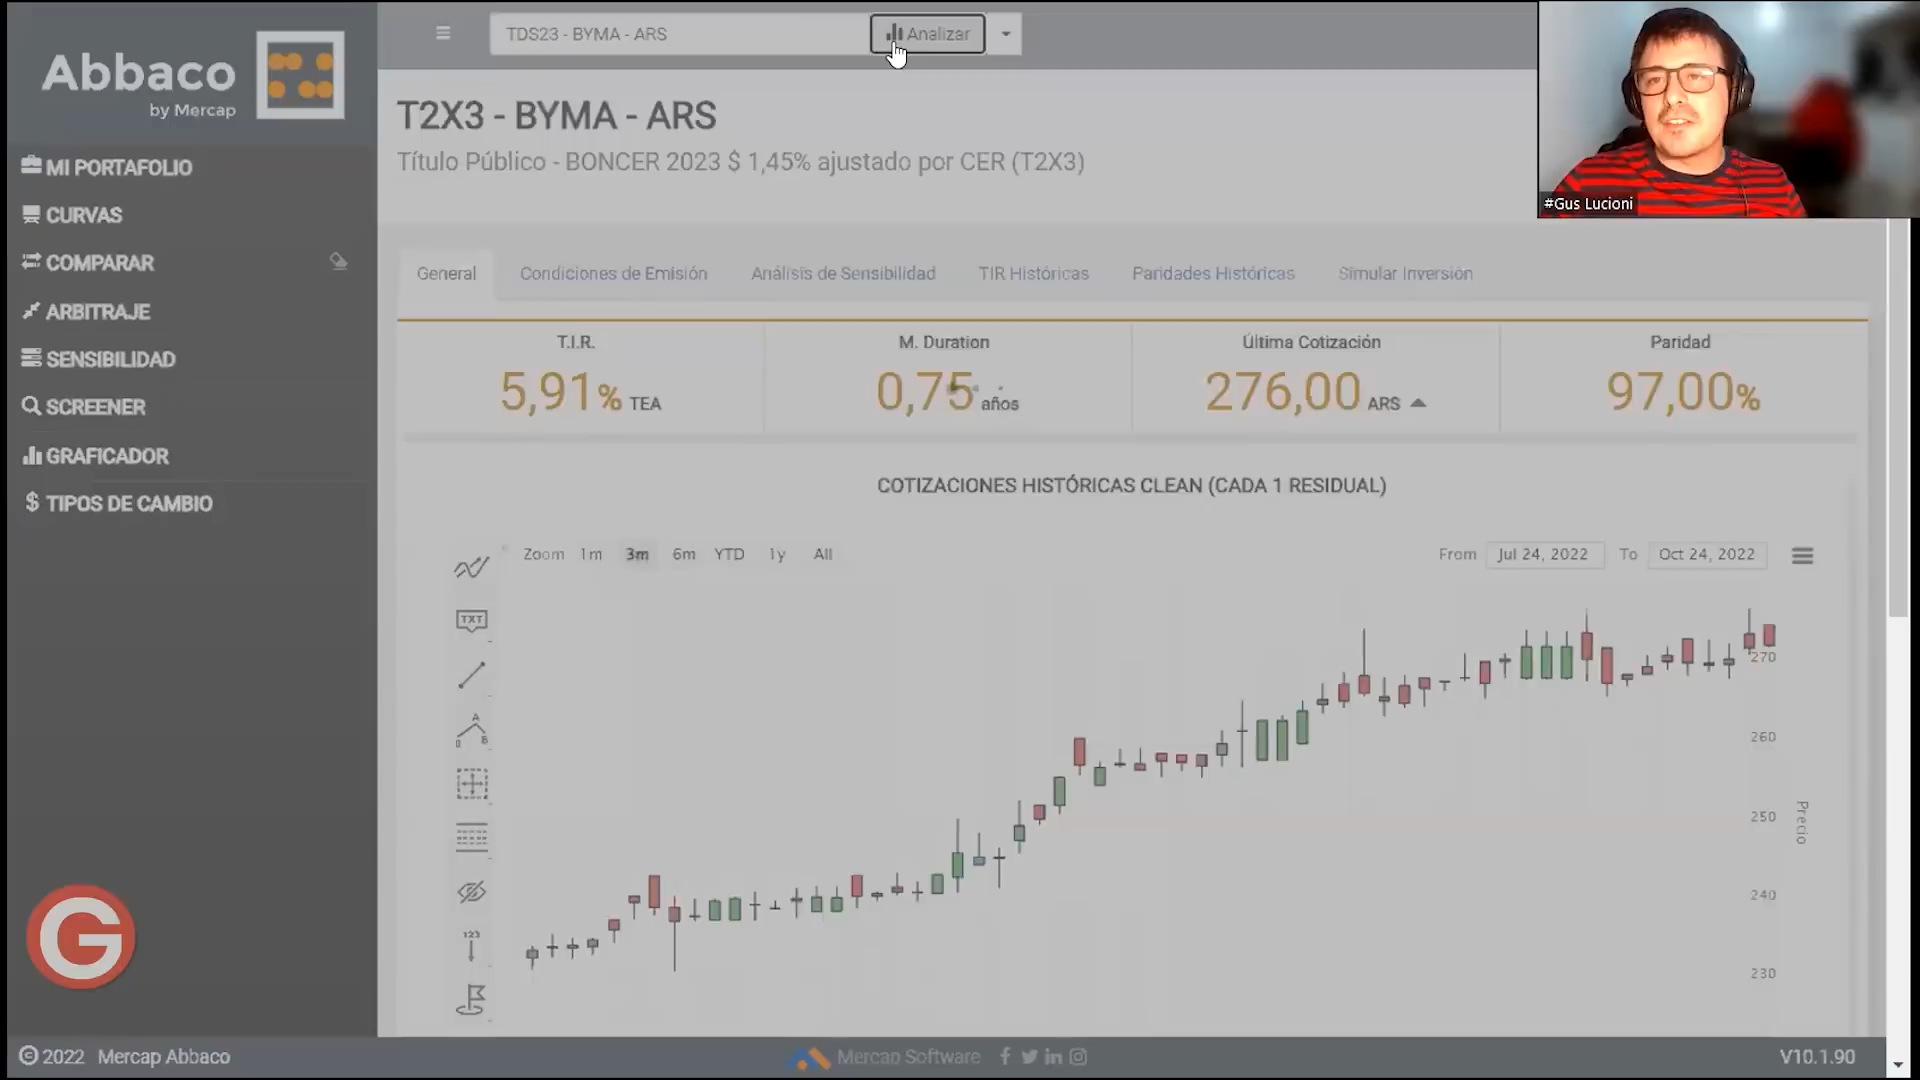 Abbaco
by Mercap
TDS23 - BYMA - ARS
Analizar
#Gus Lucioni
MI PORTAFOLIO
CURVAS
COMPARAR
ARBITRAJE
SENSIBILIDAD
SCREENER
GRAFICADOR
$ TIPOS DE CAMBIO
T2X3 - BYMA - ARS
Título Público - BONCER 2023 $ 1,45% ajustado por CER (T2X3)
General Condiciones de Emisión Análisis de Sensibilidad TIR Históricas Paridades Históricas Simular Inversión
T.I.R. M. Duration Última Cotización Paridad
5,91% TEA 0,75 años 276,00 ARS 97,00%
COTIZACIONES HISTÓRICAS CLEAN (CADA 1 RESIDUAL)
Zoom 1m 3m 6m YTD 1y All From Jul 24, 2022 To Oct 24, 2022
TXT
A
B
123
270
260
250
240
230
Precio
G
© 2022 Mercap Abbaco
Mercap Software
V10.1.90